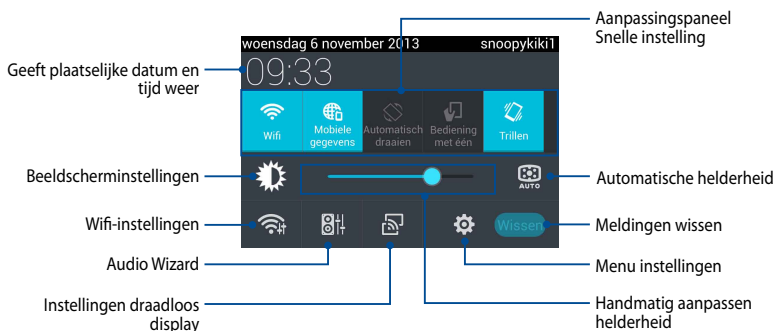 Aanpassingspaneel
Snelle instelling
woensdag 6 november 2013 snoopykiki1
Geeft plaatselijke datum en
tijd weer
09:33
Wifi
Mobiele
gegevens
Automatisch
draaien
Bediening
met één
Trillen
Beeldscherminstellingen
AUTO
Automatische helderheid
Wifi-instellingen
Wissen
Meldingen wissen
Audio Wizard
Menu instellingen
Instellingen draadloos
display
Handmatig aanpassen
helderheid